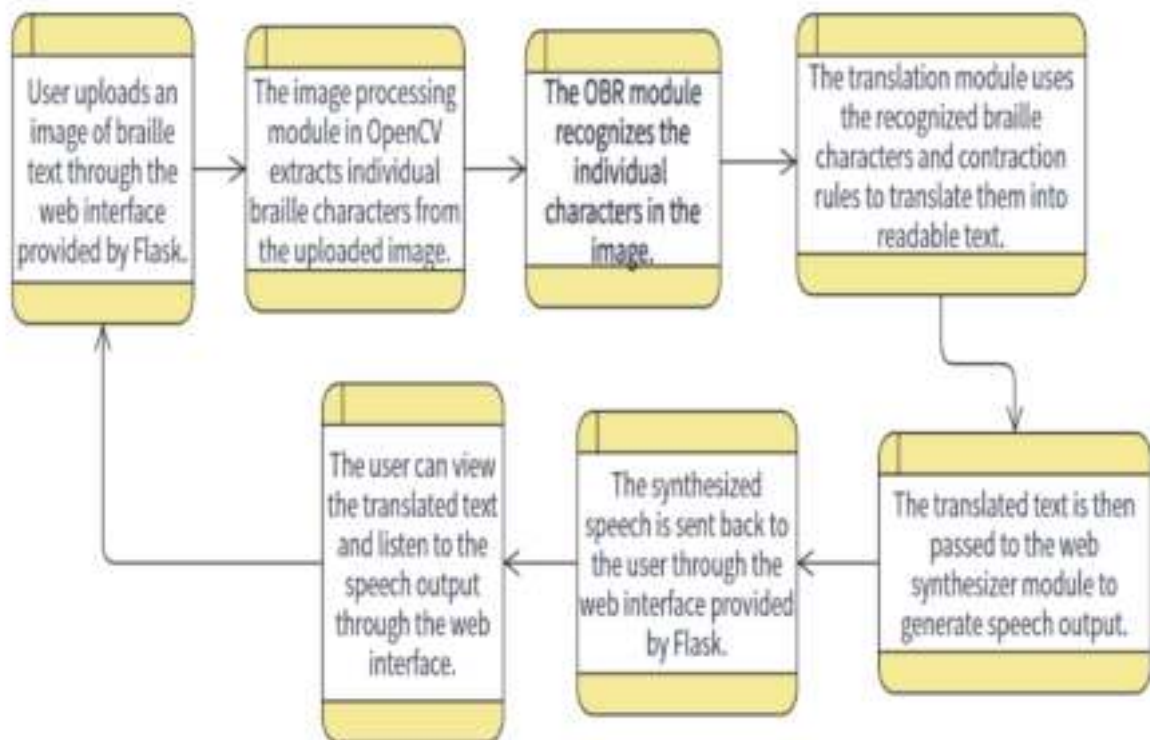 User uploads an
image of braille
text through the
web interface
provided by Flask.
The image processing
module in OpenCV
extracts individual
braille characters from
the uploaded image.
The OBR module
recognizes the
individual
characters in the
image.
The translation module uses
the recognized braille
characters and contraction
rules to translate them into
readable text.
The translated text is then
passed to the web
synthesizer module to
generate speech output.
The synthesized
speech is sent back to
the user through the
web interface provided
by Flask.
The user can view
the translated text
and listen to the
speech output
through the web
interface.